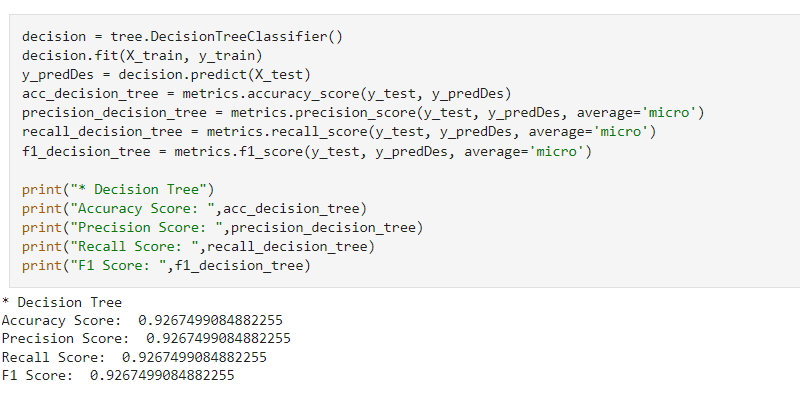 decision = tree.DecisionTreeClassifier()
decision.fit(X_train, y_train)
y_predDes = decision.predict(X_test)
acc_decision_tree = metrics.accuracy_score(y_test, y_predDes)
precision_decision_tree = metrics.precision_score(y_test, y_predDes, average='micro')
recall_decision_tree = metrics.recall_score(y_test, y_predDes, average='micro')
f1_decision_tree = metrics.f1_score(y_test, y_predDes, average='micro')
print("* Decision Tree")
print("Accuracy Score: ",acc_decision_tree)
print("Precision Score: ",precision_decision_tree)
print("Recall Score: ",recall_decision_tree)
print("F1 Score: ",f1_decision_tree)
* Decision Tree
Accuracy Score:  0.9267499084882255
Precision Score:  0.9267499084882255
Recall Score:  0.9267499084882255
F1 Score:  0.9267499084882255